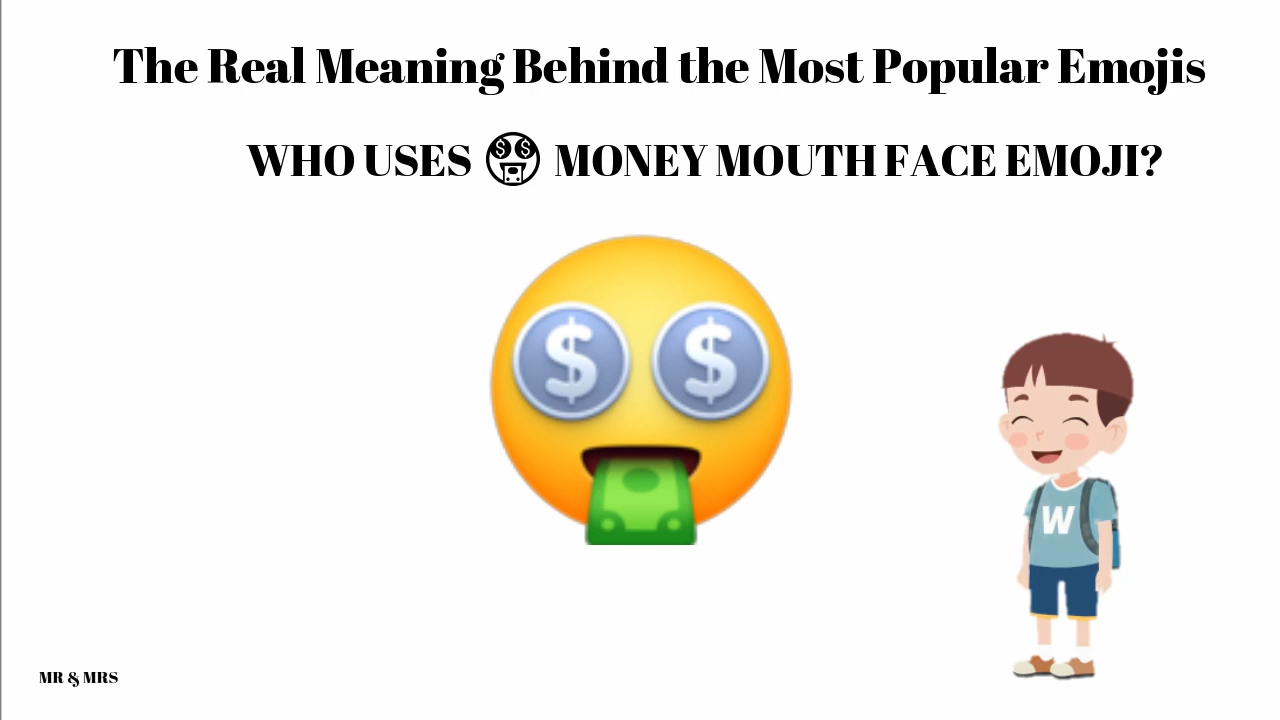 The Real Meaning Behind the Most Popular Emojis
WHO USES 🤑 MONEY MOUTH FACE EMOJI?
$ $
W
MR & MRS